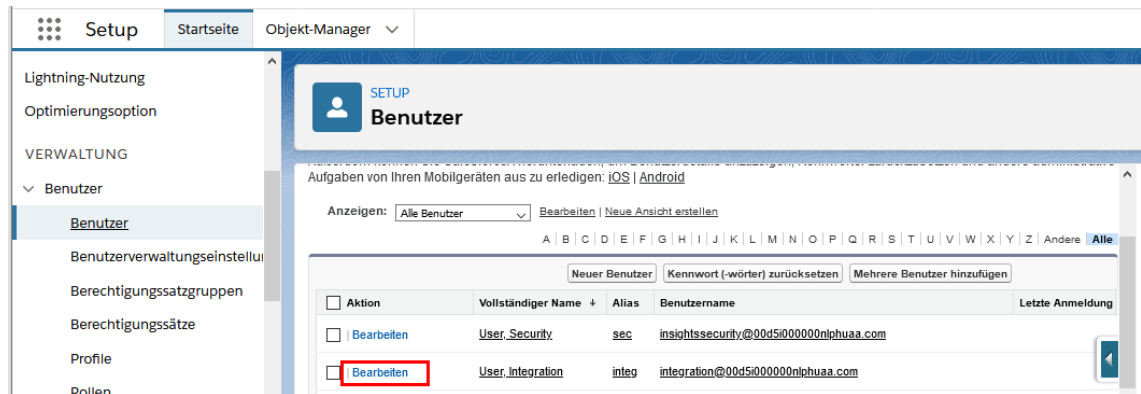 Setup Startseite Objekt-Manager
Lightning-Nutzung
Optimierungsoption
VERWALTUNG
Benutzer
Benutzer
Benutzerverwaltungseinstellu
Berechtigungssatzgruppen
Berechtigungssätze
Profile
Rollen
SETUP
Benutzer
Aufgaben von Ihren Mobilgeräten aus zu erledigen: iOS | Android
Anzeigen: Alle Benutzer Bearbeiten | Neue Ansicht erstellen
A | B | C | D | E | F | G | H | I | J | K | L | M | N | O | P | Q | R | S | T | U | V | W | X | Y | Z | Andere | Alle
Neuer Benutzer Kennwort (-wörter) zurücksetzen Mehrere Benutzer hinzufügen
Aktion Vollständiger Name Alias Benutzername Letzte Anmeldung
| Bearbeiten User, Security sec insightssecurity@00d5i000000nlphuaa.com
| Bearbeiten User, Integration integ integration@00d5i000000nlphuaa.com